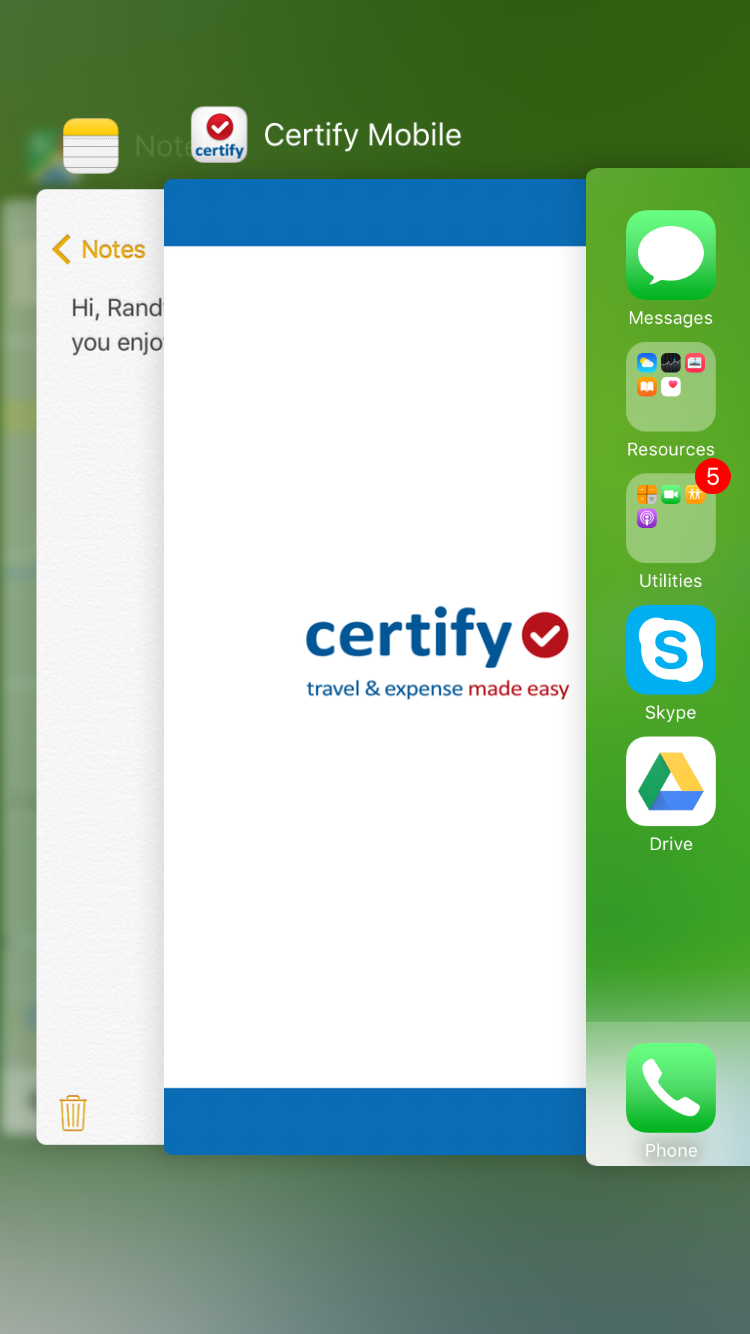 Note
certify
Certify Mobile
Notes
Hi, Rand
you enjo
certify
travel & expense made easy
Messages
Resources
5
Utilities
S
Skype
Drive
Phone